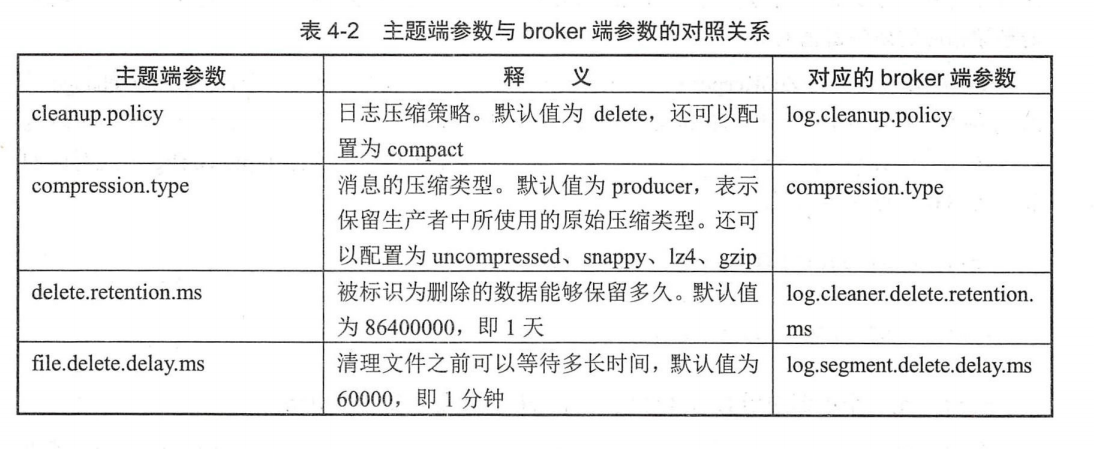 表 4-2 主题端参数与 broker 端参数的对照关系
主题端参数 释 义 对应的 broker 端参数
cleanup.policy 日志压缩策略。默认值为 delete，还可以配 log.cleanup.policy
置为 compact
compression.type 消息的压缩类型。默认值为 producer，表示 compression.type
保留生产者中所使用的原始压缩类型。还可
以配置为 uncompressed、snappy、lz4、gzip
delete.retention.ms 被标识为删除的数据能够保留多久。默认值 log.cleaner.delete.retention.
为 86400000，即 1 天 ms
file.delete.delay.ms 清理文件之前可以等待多长时间，默认值为 log.segment.delete.delay.ms
60000，即 1 分钟